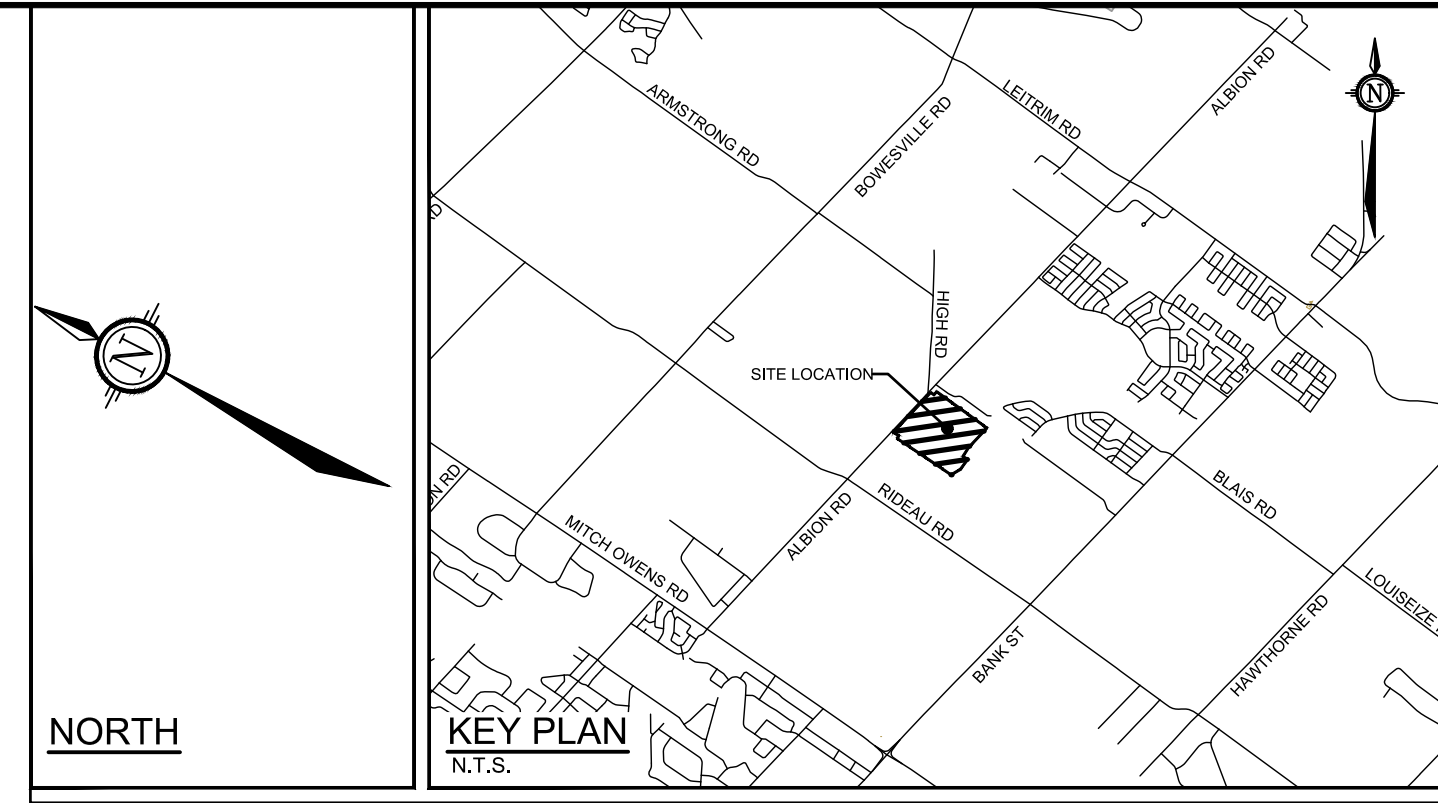 N
NORTH
ARMSTRONG RD
BOWESVILLE RD
LEITRIM RD
ALBION RD
N
HIGH RD
SITE LOCATION
ALBION RD
RIDEAU RD
MITCH OWENS RD
BLAIS RD
LOUISEIZE
HAWTHORNE RD
BANK ST
KEY PLAN
N.T.S.